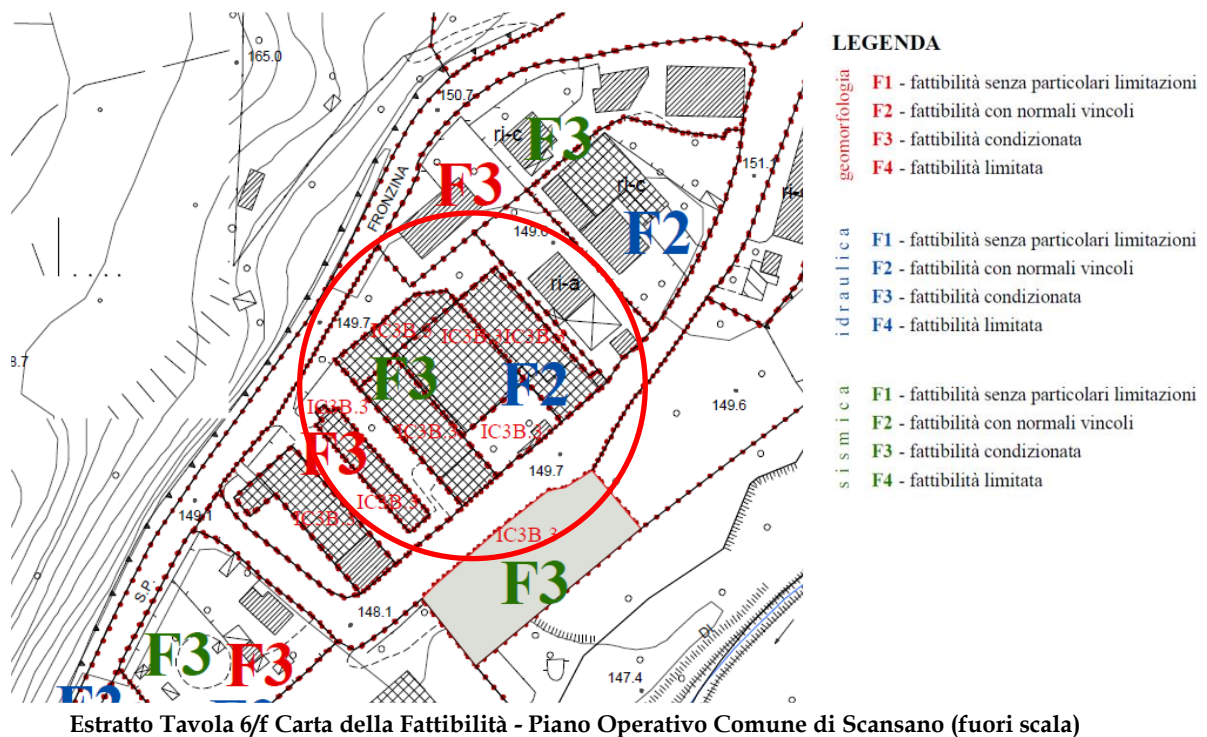 165.0
150.7
ri-c
F3
151.1
F3
FRONZINA
ri-c
149.6
F2
ri-a
149.7
IC3B.3
IC3B.3
F3
F2
149.6
IC3B.3
IC3B.3
IC3B.3
F3
149.7
IC3B.3
149.1
IC3B.3
IC3B.3
F3
S.P.
148.1
F3
F3
147.4
LEGENDA
geomorfologia
F1 - fattibilità senza particolari limitazioni
F2 - fattibilità con normali vincoli
F3 - fattibilità condizionata
F4 - fattibilità limitata
idraulica
F1 - fattibilità senza particolari limitazioni
F2 - fattibilità con normali vincoli
F3 - fattibilità condizionata
F4 - fattibilità limitata
sismica
F1 - fattibilità senza particolari limitazioni
F2 - fattibilità con normali vincoli
F3 - fattibilità condizionata
F4 - fattibilità limitata
Estratto Tavola 6/f Carta della Fattibilità - Piano Operativo Comune di Scansano (fuori scala)